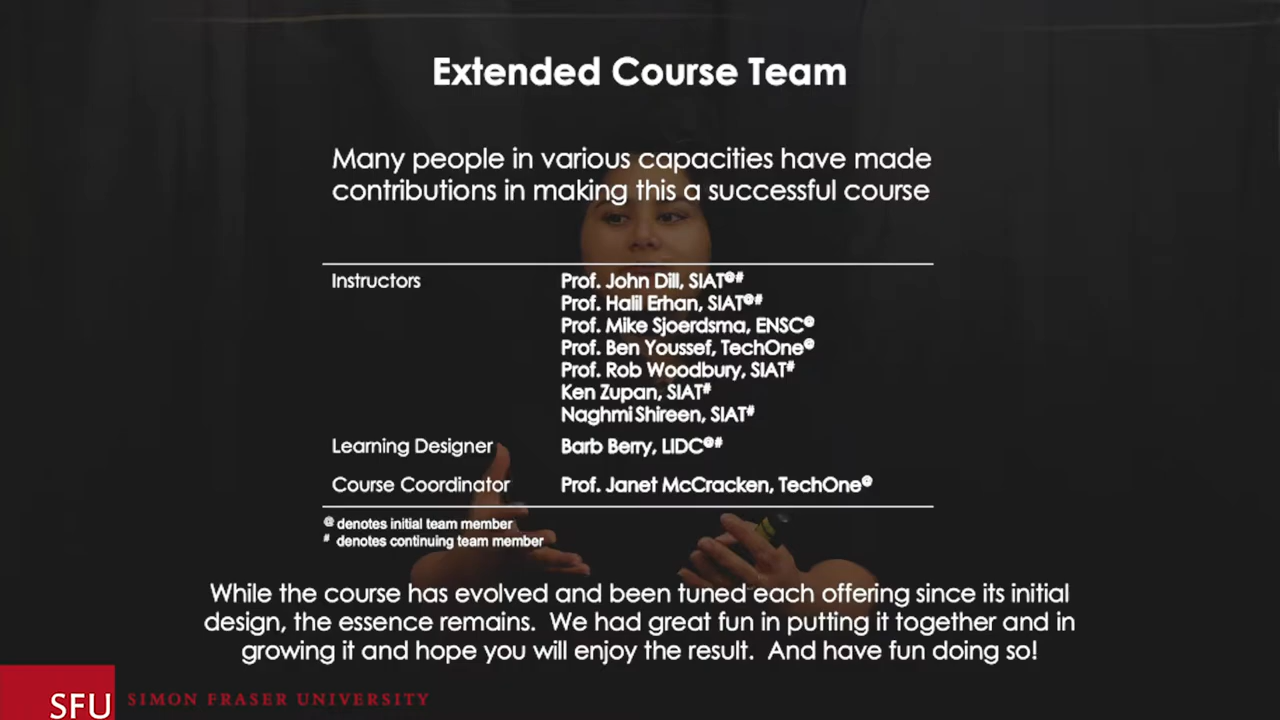 Extended Course Team
Many people in various capacities have made
contributions in making this a successful course
Instructors Prof. John Dill, SIAT@#
Prof. Halil Erhan, SIAT@#
Prof. Mike Sjoerdsma, ENSC@
Prof. Ben Youssef, TechOne@
Prof. Rob Woodbury, SIAT#
Ken Zupan, SIAT#
Naghmi Shireen, SIAT#
Learning Designer Barb Berry, LIDC@#
Course Coordinator Prof. Janet McCracken, TechOne@
@ denotes initial team member
# denotes continuing team member
While the course has evolved and been tuned each offering since its initial
design, the essence remains. We had great fun in putting it together and in
growing it and hope you will enjoy the result. And have fun doing so!
SFU SIMON FRASER UNIVERSITY